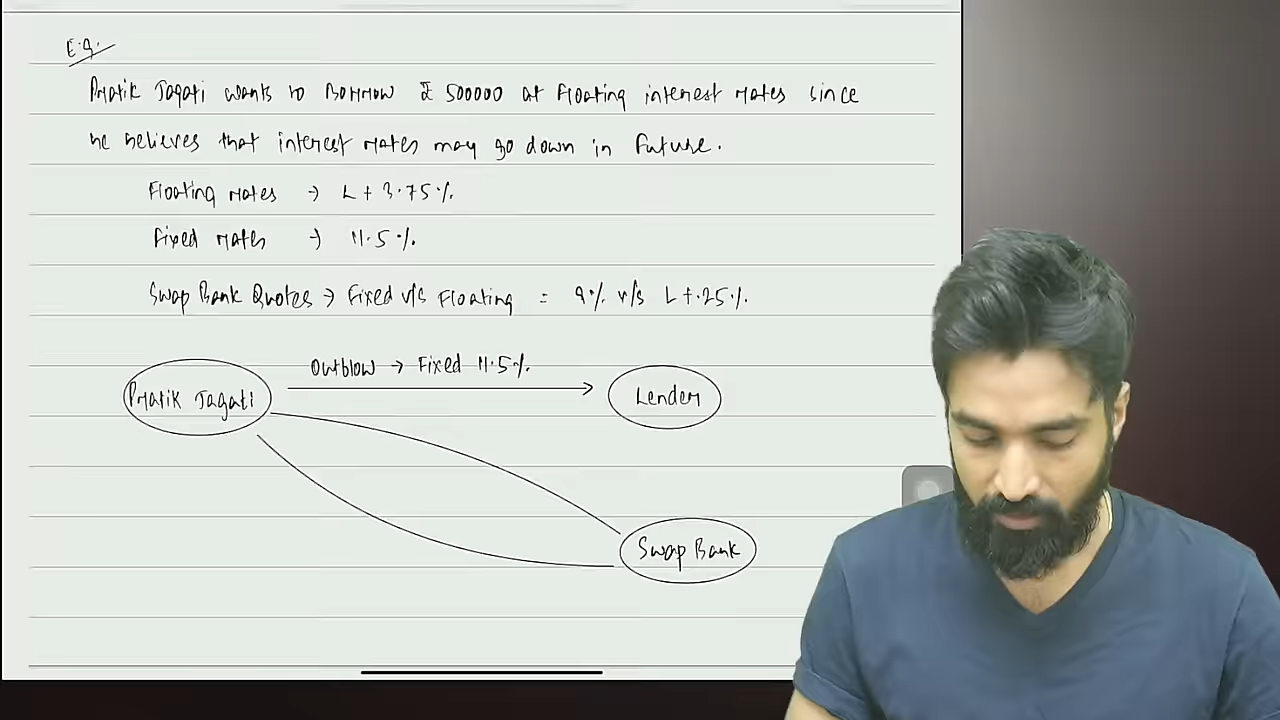 E.g.
Pratik Jagati wants to Borrow ₹ 500000 at Floating interest rates since
he believes that interest rates may go down in future.
Floating rates → L + 3.75%
Fixed rates → 11.5%
Swap Bank Quotes → Fixed v/s Floating = 9% v/s L + .25%
Outflow → Fixed 11.5%
Pratik Jagati
Lender
Swap Bank